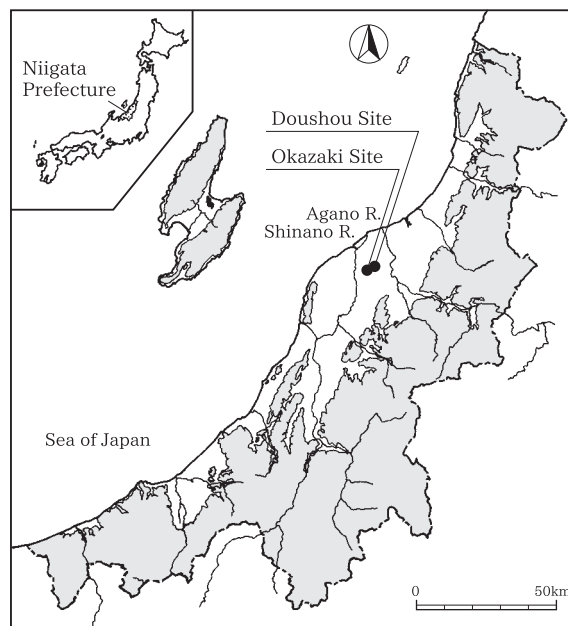 Niigata
Prefecture
Doushou Site
Okazaki Site
Agano R.
Shinano R.
Sea of Japan
0 50km